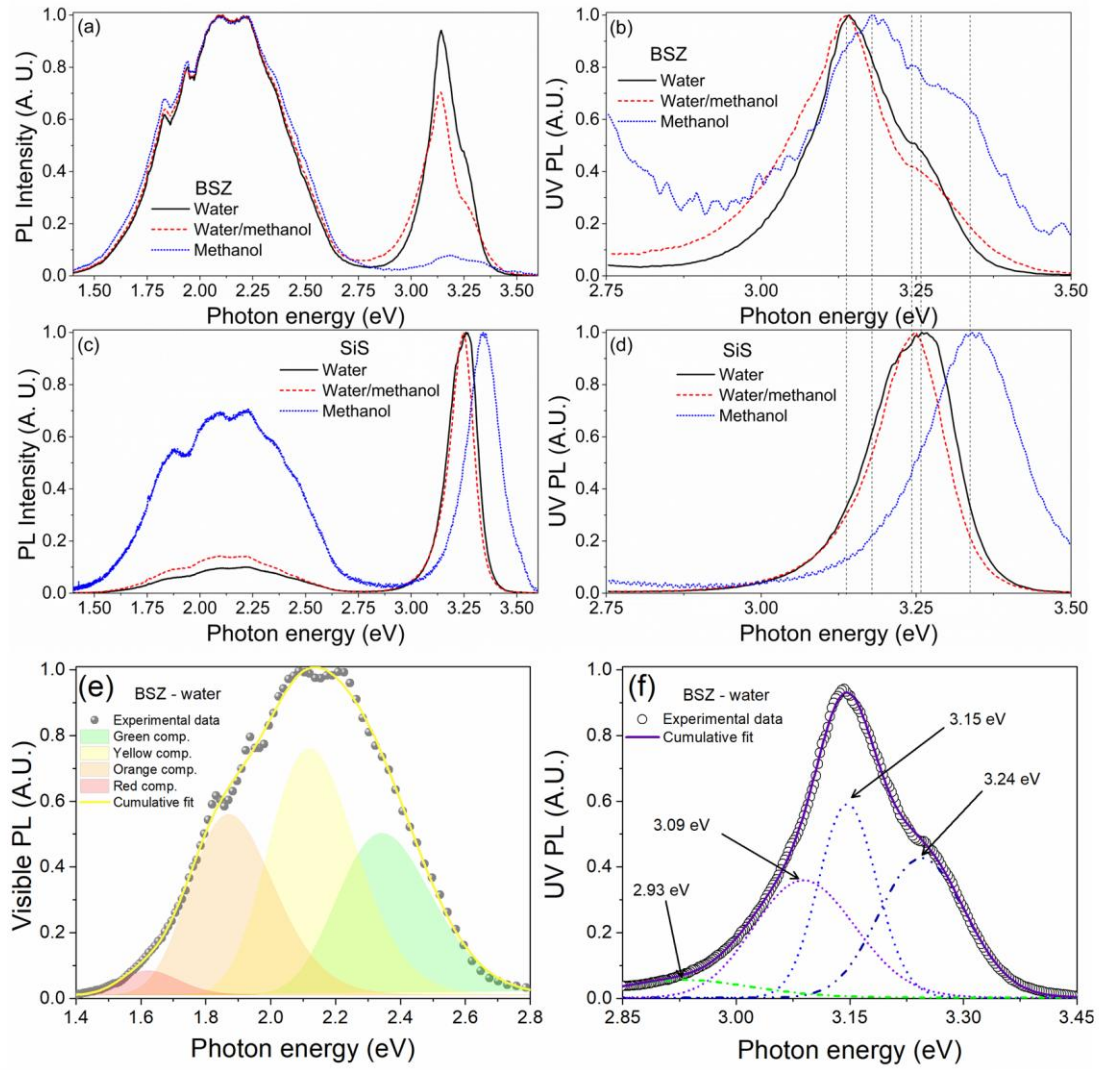 (a)
BSZ
Water
Water/methanol
Methanol
PL Intensity (A. U.)
1.0
0.8
0.6
0.4
0.2
0.0
1.50 1.75 2.00 2.25 2.50 2.75 3.00 3.25 3.50
Photon energy (eV)
(b)
BSZ
Water
Water/methanol
Methanol
UV PL (A.U.)
1.0
0.8
0.6
0.4
0.2
0.0
2.75 3.00 3.25 3.50
Photon energy (eV)
(c)
SiS
Water
Water/methanol
Methanol
PL Intensity (A. U.)
1.0
0.8
0.6
0.4
0.2
0.0
1.50 1.75 2.00 2.25 2.50 2.75 3.00 3.25 3.50
Photon energy (eV)
(d)
SiS
Water
Water/methanol
Methanol
UV PL (A.U.)
1.0
0.8
0.6
0.4
0.2
0.0
2.75 3.00 3.25 3.50
Photon energy (eV)
(e)
BSZ - water
Experimental data
Green comp.
Yellow comp.
Orange comp.
Red comp.
Cumulative fit
Visible PL (A.U.)
1.0
0.8
0.6
0.4
0.2
0.0
1.4 1.6 1.8 2.0 2.2 2.4 2.6 2.8
Photon energy (eV)
(f)
BSZ - water
Experimental data
Cumulative fit
3.15 eV
3.24 eV
3.09 eV
2.93 eV
UV PL (A.U.)
1.0
0.8
0.6
0.4
0.2
0.0
2.85 3.00 3.15 3.30 3.45
Photon energy (eV)